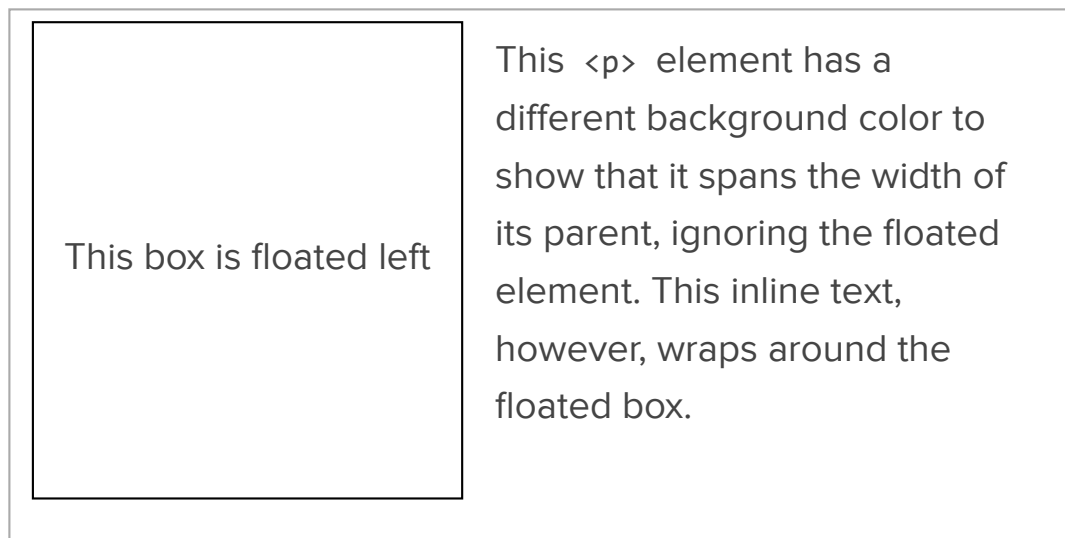 This box is floated left
This <p> element has a
different background color to
show that it spans the width of
its parent, ignoring the floated
element. This inline text,
however, wraps around the
floated box.